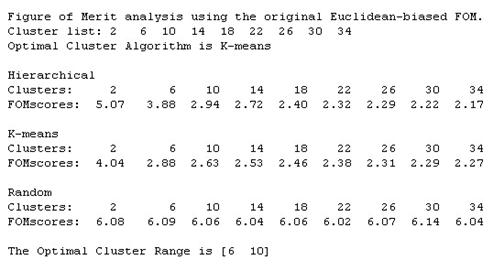 Figure of Merit analysis using the original Euclidean-biased FOM.
Cluster list: 2 6 10 14 18 22 26 30 34
Optimal Cluster Algorithm is K-means
Hierarchical
Clusters: 2 6 10 14 18 22 26 30 34
FOMscores: 5.07 3.88 2.94 2.72 2.40 2.32 2.29 2.22 2.17
K-means
Clusters: 2 6 10 14 18 22 26 30 34
FOMscores: 4.04 2.88 2.63 2.53 2.46 2.38 2.31 2.29 2.27
Random
Clusters: 2 6 10 14 18 22 26 30 34
FOMscores: 6.08 6.09 6.06 6.04 6.06 6.02 6.07 6.14 6.04
The Optimal Cluster Range is [6 10]